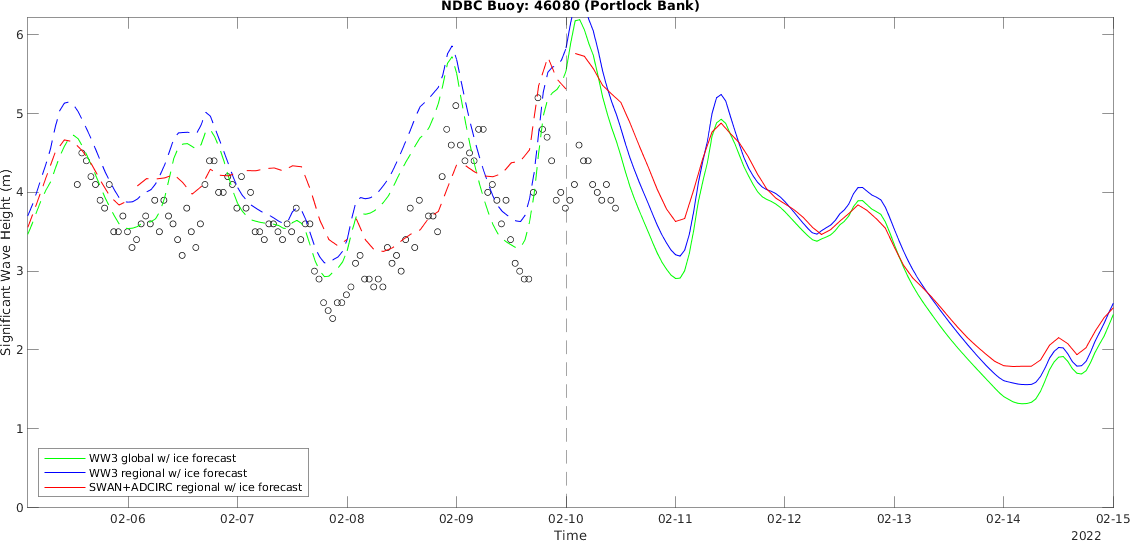 NDBC Buoy: 46080 (Portlock Bank)
Significant Wave Height (m)
6
5
4
3
2
1
0
WW3 global w/ ice forecast
WW3 regional w/ ice forecast
SWAN+ADCIRC regional w/ ice forecast
02-06 02-07 02-08 02-09 02-10 02-11 02-12 02-13 02-14 02-15
Time
2022